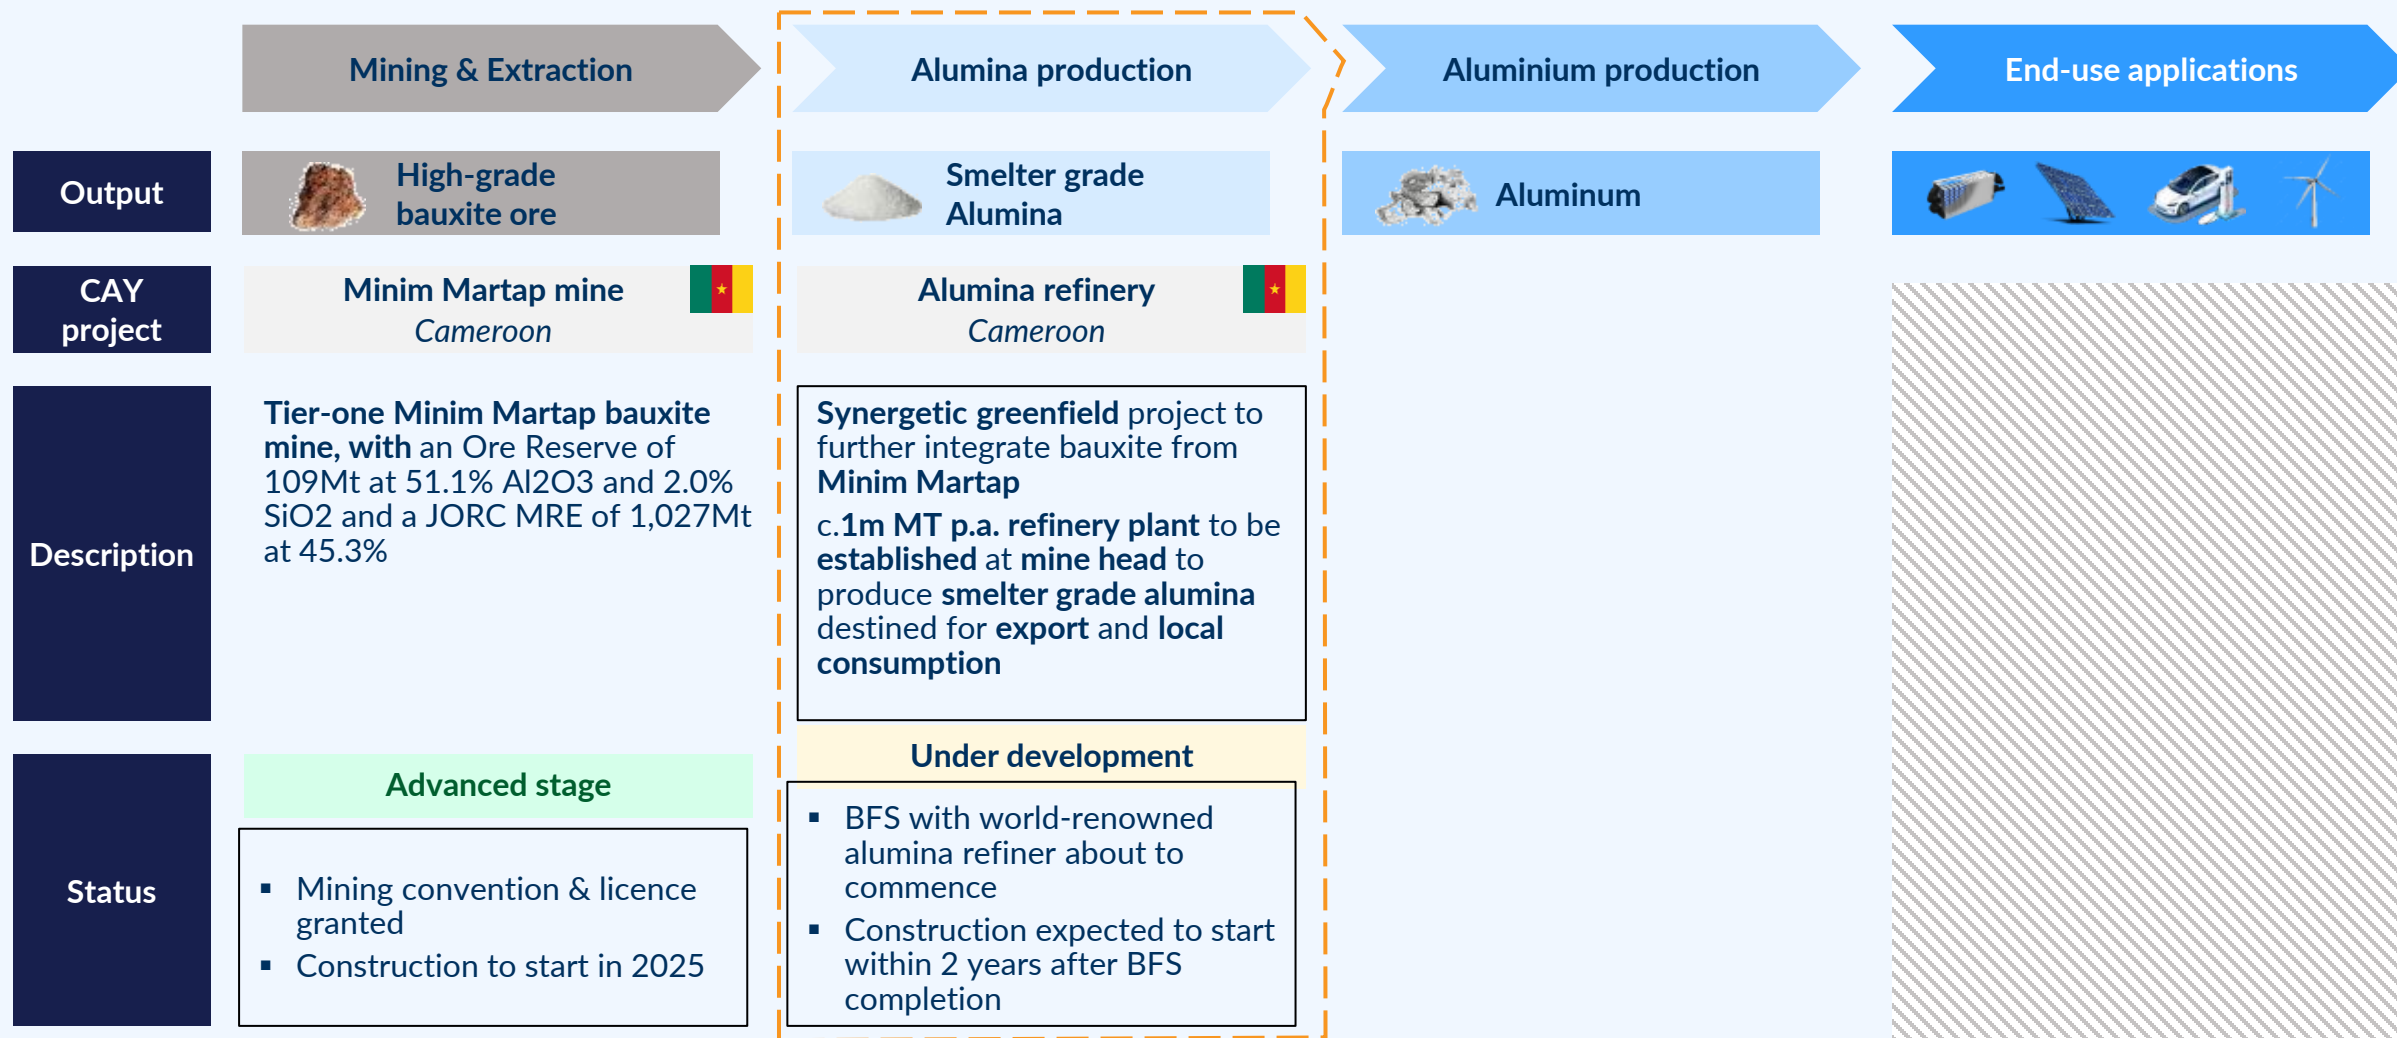 Mining & Extraction
Alumina production
Aluminium production
End-use applications
Output
High-grade
bauxite ore
Smelter grade
Alumina
Aluminum
CAY
project
Minim Martap mine
Cameroon
Alumina refinery
Cameroon
Description
Tier-one Minim Martap bauxite
mine, with an Ore Reserve of
109Mt at 51.1% Al2O3 and 2.0%
SiO2 and a JORC MRE of 1,027Mt
at 45.3%
Synergetic greenfield project to
further integrate bauxite from
Minim Martap
c.1m MT p.a. refinery plant to be
established at mine head to
produce smelter grade alumina
destined for export and local
consumption
Status
Advanced stage
▪ Mining convention & licence
granted
▪ Construction to start in 2025
Under development
▪ BFS with world-renowned
alumina refiner about to
commence
▪ Construction expected to start
within 2 years after BFS
completion